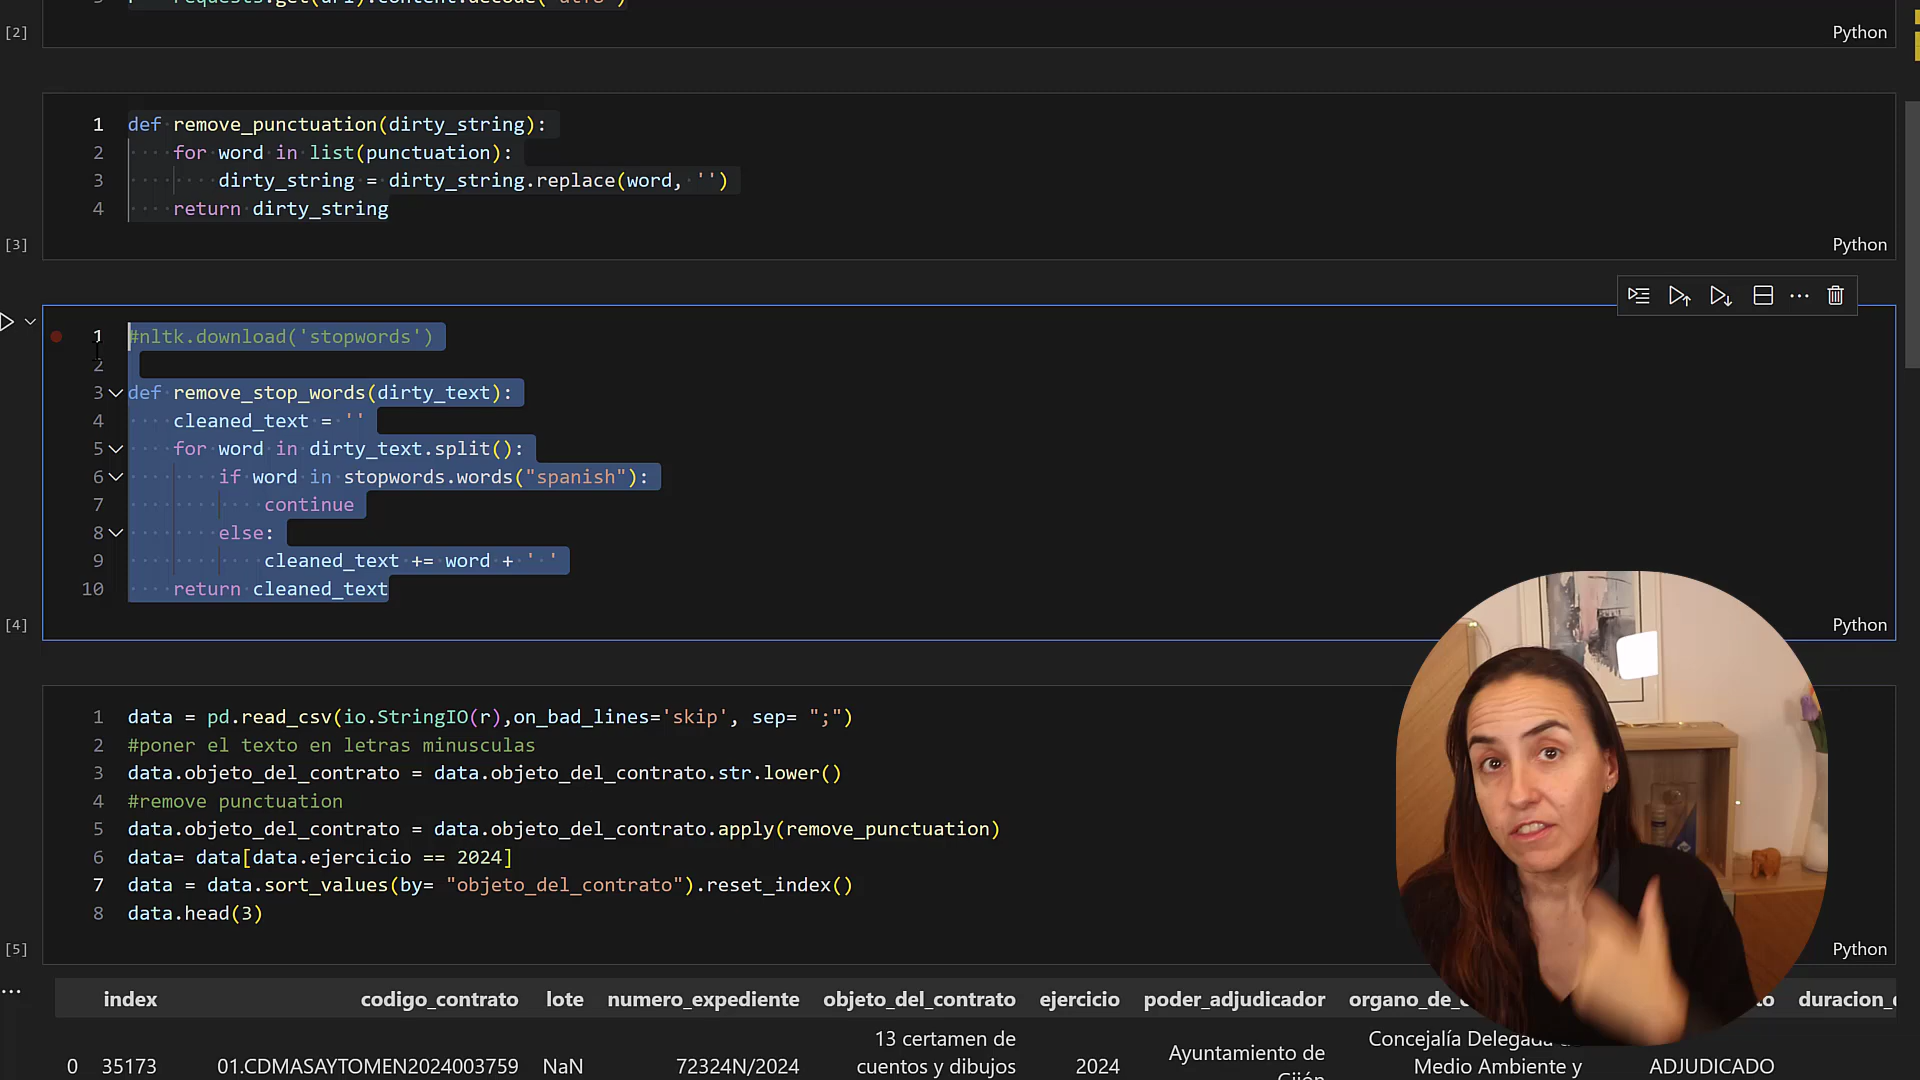 [2]
Python
1 def remove_punctuation(dirty_string):
2 for word in list(punctuation):
3 dirty_string = dirty_string.replace(word, '')
4 return dirty_string
[3]
Python
1 #nltk.download('stopwords')
2
3 def remove_stop_words(dirty_text):
4 cleaned_text = ''
5 for word in dirty_text.split():
6 if word in stopwords.words("spanish"):
7 continue
8 else:
9 cleaned_text += word + ' '
10 return cleaned_text
[4]
Python
1 data = pd.read_csv(io.StringIO(r),on_bad_lines='skip', sep= ";")
2 #poner el texto en letras minusculas
3 data.objeto_del_contrato = data.objeto_del_contrato.str.lower()
4 #remove punctuation
5 data.objeto_del_contrato = data.objeto_del_contrato.apply(remove_punctuation)
6 data= data[data.ejercicio == 2024]
7 data = data.sort_values(by= "objeto_del_contrato").reset_index()
8 data.head(3)
[5]
Python
index codigo_contrato lote numero_expediente objeto_del_contrato ejercicio poder_adjudicador
0 35173 01.CDMASAYTOMEN2024003759 NaN 72324N/2024 13 certamen de
cuentos y dibujos
2024 Ayuntamiento de
Concejalía Delegada
Medio Ambiente y
ADJUDICADO